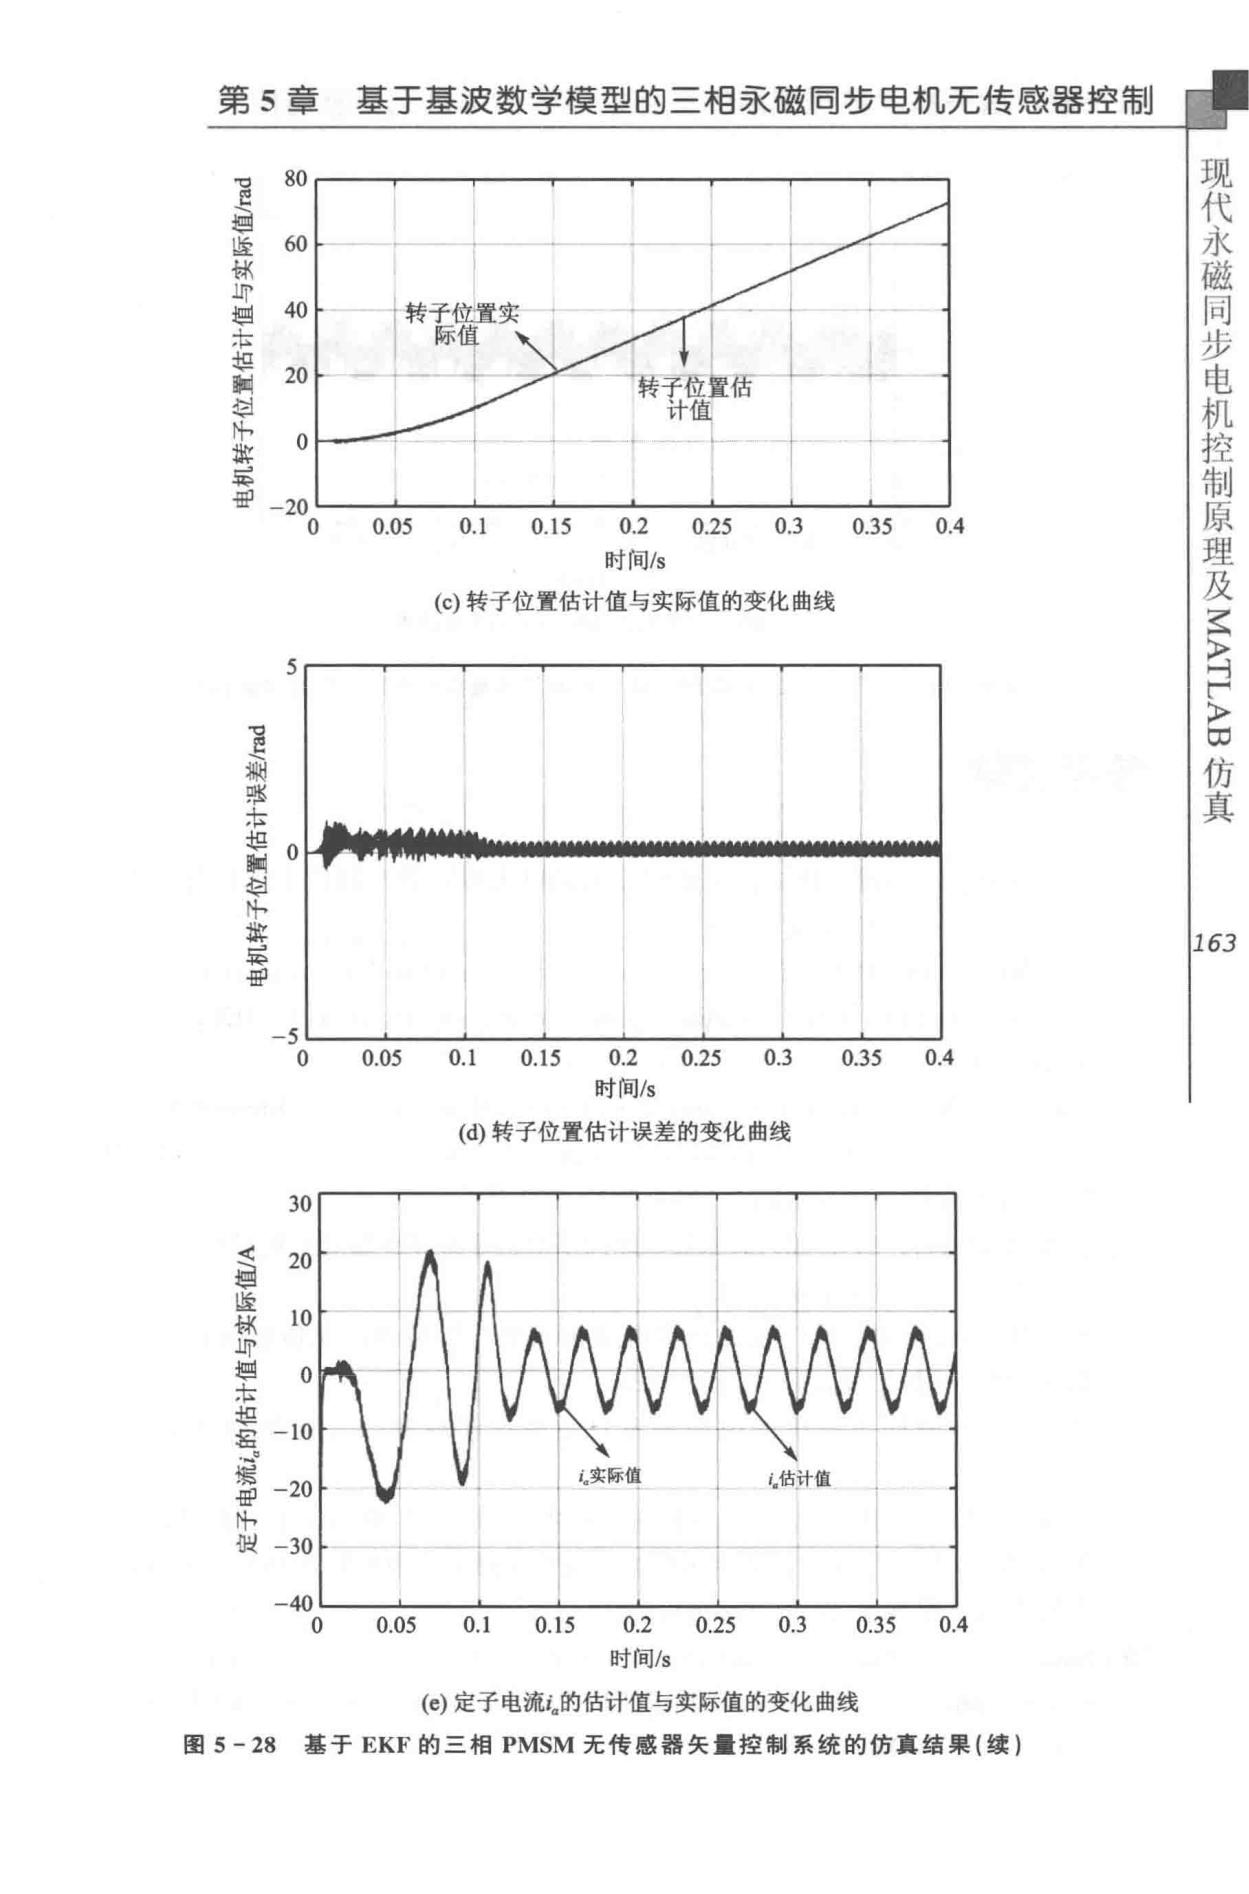 第 5 章 基于基波数学模型的三相永磁同步电机无传感器控制
现代永磁同步电机控制原理及MATLAB仿真
163
电机转子位置估计值与实际值/rad
80
60
40
20
0
−20
转子位置实
际值
转子位置估
计值
0 0.05 0.1 0.15 0.2 0.25 0.3 0.35 0.4
时间/s
(c) 转子位置估计值与实际值的变化曲线
电机转子位置估计误差/rad
5
0
−5
0 0.05 0.1 0.15 0.2 0.25 0.3 0.35 0.4
时间/s
(d) 转子位置估计误差的变化曲线
定子电流iα的估计值与实际值/A
30
20
10
0
−10
−20
−30
−40
iα实际值
iα估计值
0 0.05 0.1 0.15 0.2 0.25 0.3 0.35 0.4
时间/s
(e) 定子电流iα的估计值与实际值的变化曲线
图 5-28 基于 EKF 的三相 PMSM 无传感器矢量控制系统的仿真结果(续)